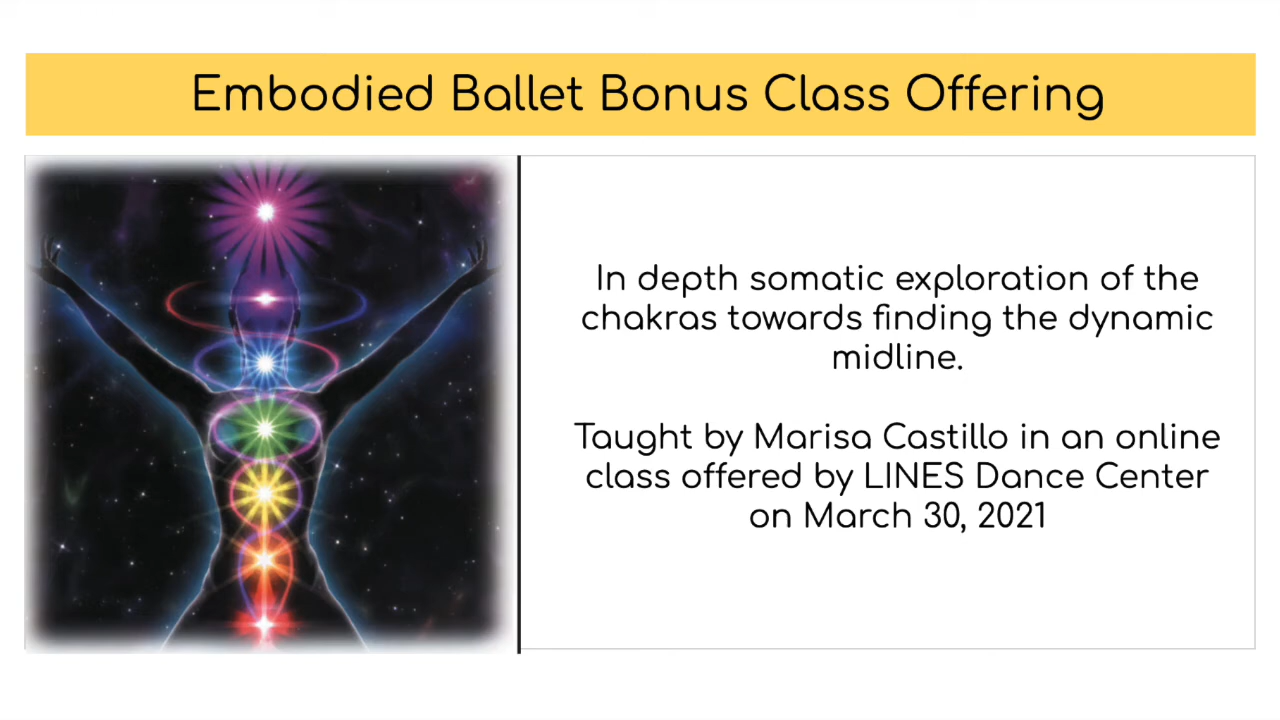 Embodied Ballet Bonus Class Offering
In depth somatic exploration of the
chakras towards finding the dynamic
midline.
Taught by Marisa Castillo in an online
class offered by LINES Dance Center
on March 30, 2021